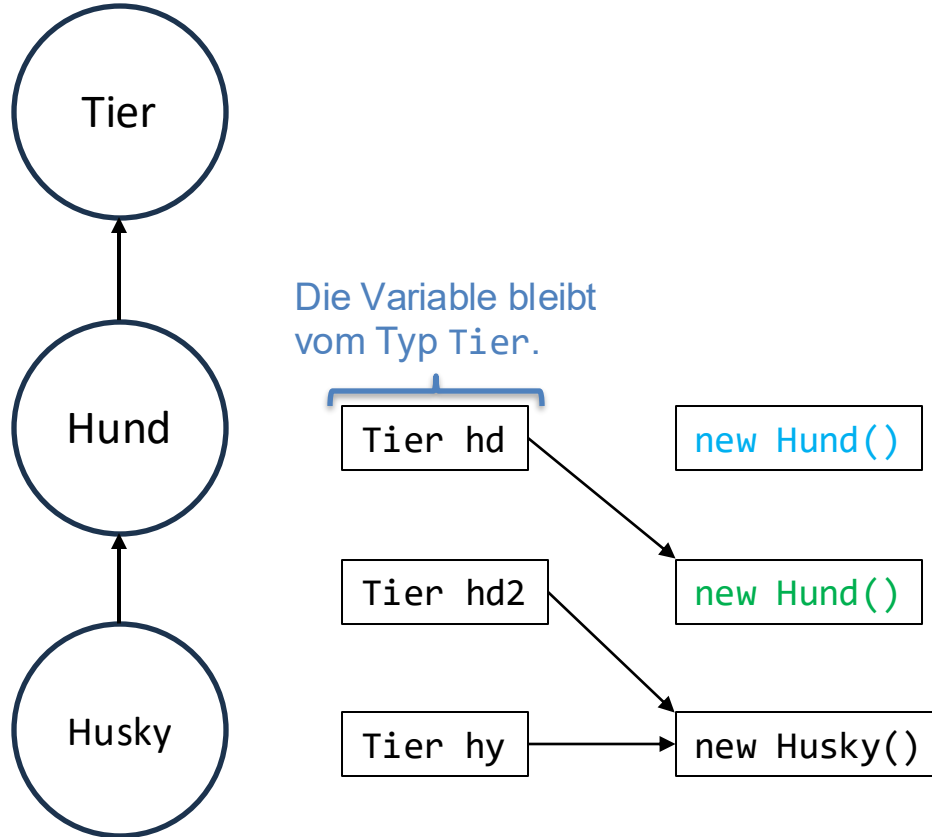 Tier
Hund
Husky
Die Variable bleibt
vom Typ Tier.
Tier hd
new Hund()
Tier hd2
new Hund()
Tier hy
new Husky()